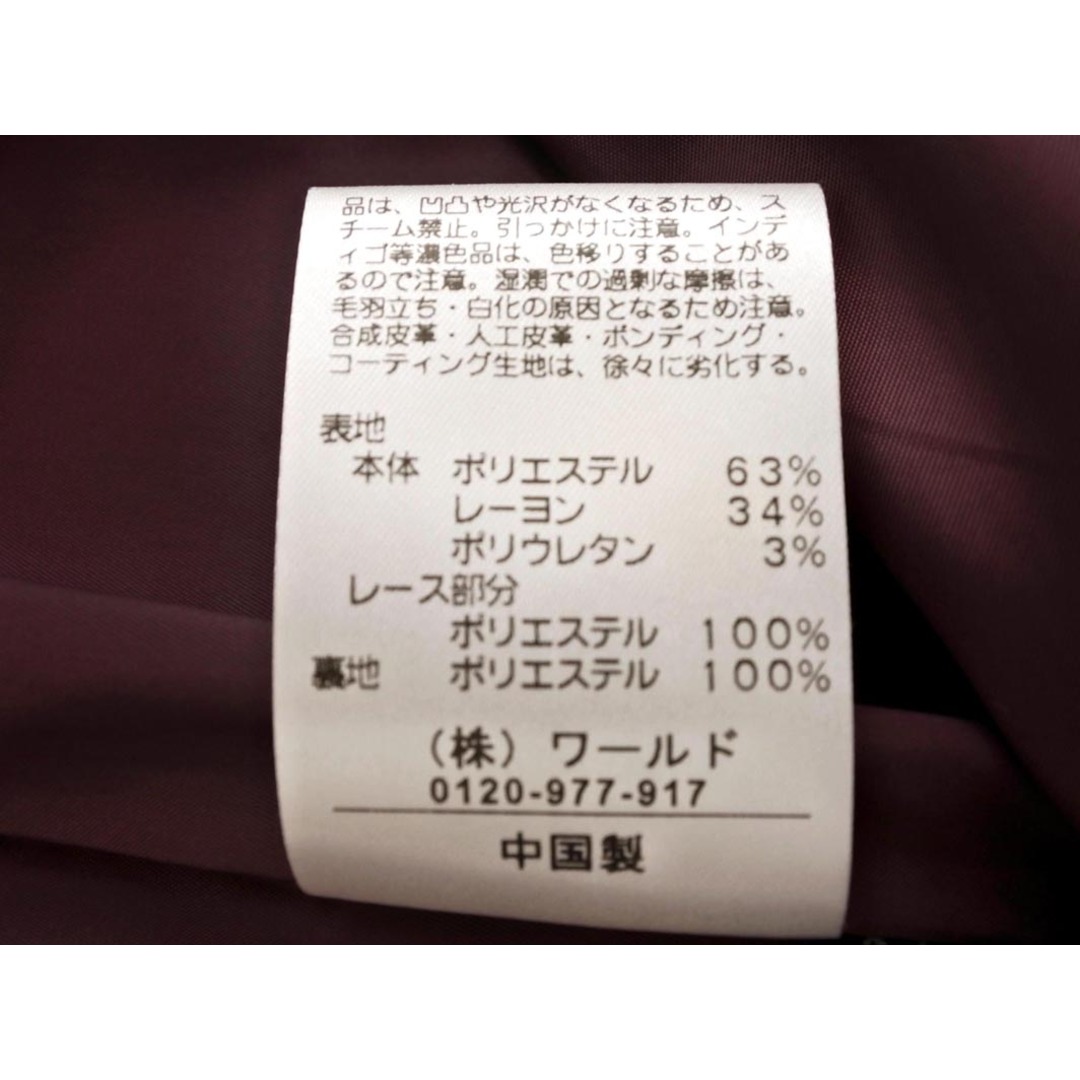 品は、凹凸や光沢がなくなるため、ス
チーム禁止。引っかけに注意。インデ
ィゴ等濃色品は、色移りすることがあ
るので注意。湿潤での過剰な摩擦は、
毛羽立ち・白化の原因となるため注意。
合成皮革・人工皮革・ボンディング・
コーティング生地は、徐々に劣化する。
表地
本体 ポリエステル 63%
レーヨン 34%
ポリウレタン 3%
レース部分
ポリエステル 100%
裏地 ポリエステル 100%
(株)ワールド
0120-977-917
中国製